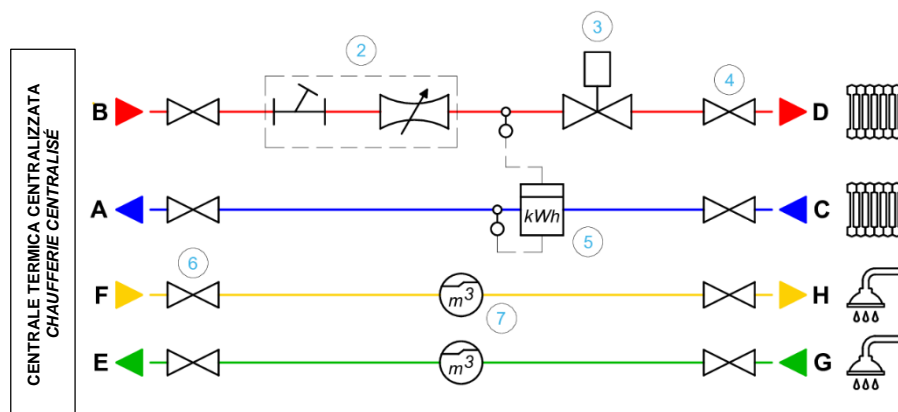 CENTRALE TERMICA CENTRALIZZATA
CHAUFFERIE CENTRALISÉ
2
3
4
B
D
A
kWh
C
5
6
F
m³
H
7
E
m³
G